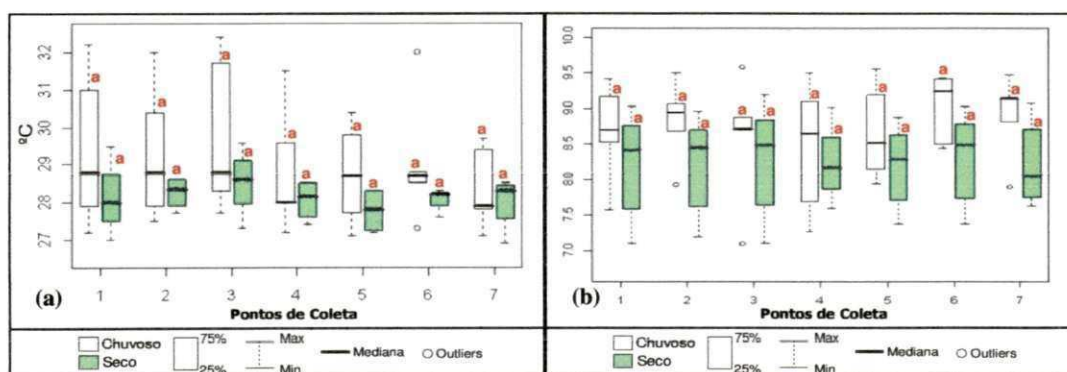 ºC
32
31
30
29
28
27
a a a a a a a a a a a a a a
1 2 3 4 5 6 7
(a)
Pontos de Coleta
Chuvoso
Seco
75%
25%
Max
Min
Mediana
Outliers
10.0
9.5
9.0
8.5
8.0
7.5
7.0
a a a a a a a a a a a a a a
1 2 3 4 5 6 7
(b)
Pontos de Coleta
Chuvoso
Seco
75%
25%
Max
Min
Mediana
Outliers